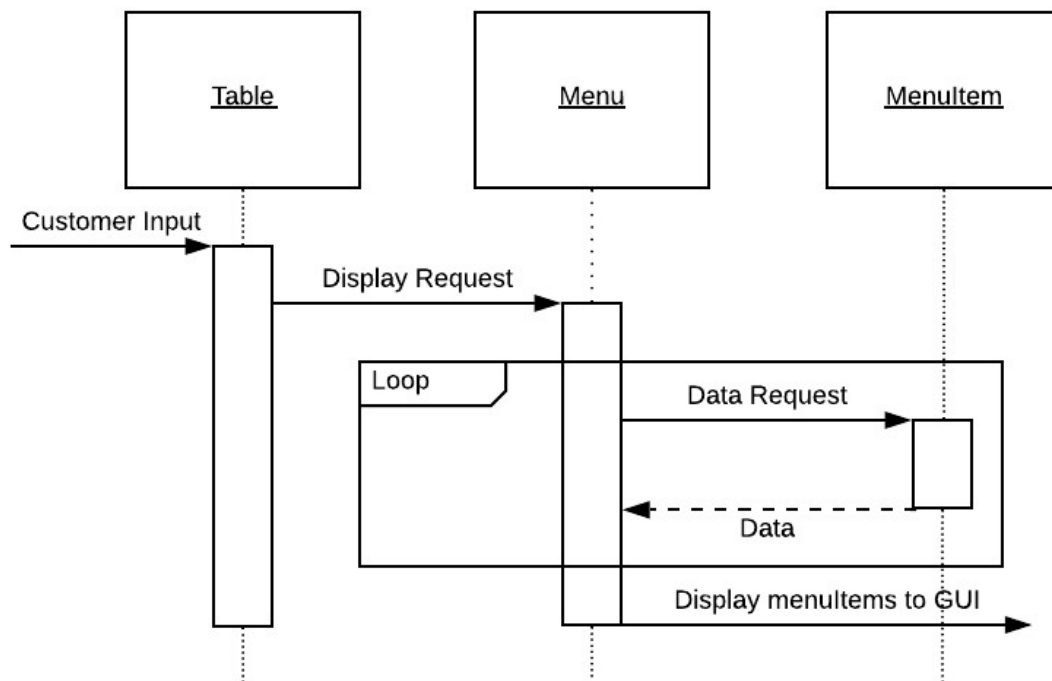 Table
Menu
MenuItem
Customer Input
Display Request
Loop
Data Request
Data
Display menuItems to GUI